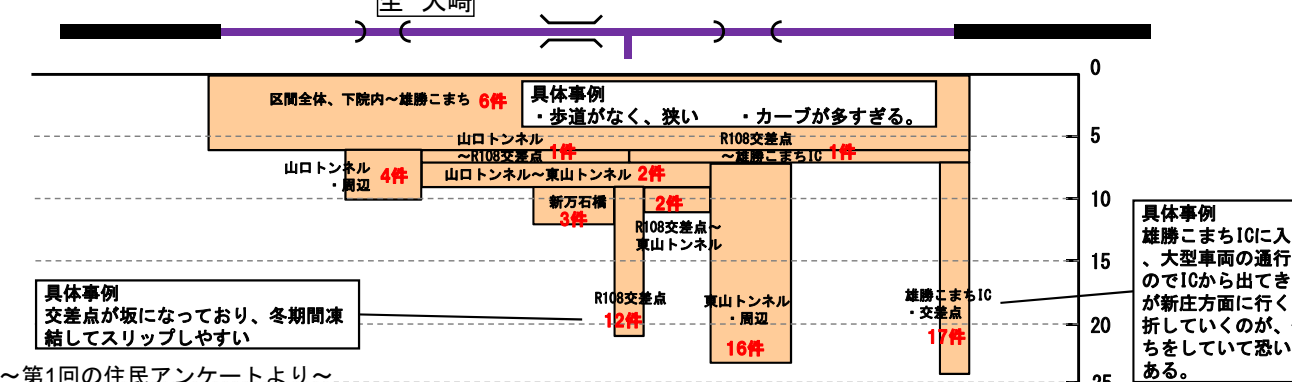 至 大崎
0
区間全体、下院内～雄勝こまち 6件
具体事例
・歩道がなく、狭い ・カーブが多すぎる。
5
山口トンネル
～R108交差点 1件
R108交差点
～雄勝こまちIC 1件
山口トンネル
・周辺 4件
山口トンネル～東山トンネル 2件
新万石橋
3件
2件
R108交差点～
東山トンネル
10
15
具体事例
雄勝こまちICに入
、大型車両の通行
のでICから出てき
が新庄方面に行く
折していくのが、
ちをしていて恐い
ある。
具体事例
交差点が坂になっており、冬期間凍
結してスリップしやすい
R108交差点
12件
東山トンネル
・周辺
16件
雄勝こまちIC
・交差点
17件
20
25
～第1回の住民アンケートより～